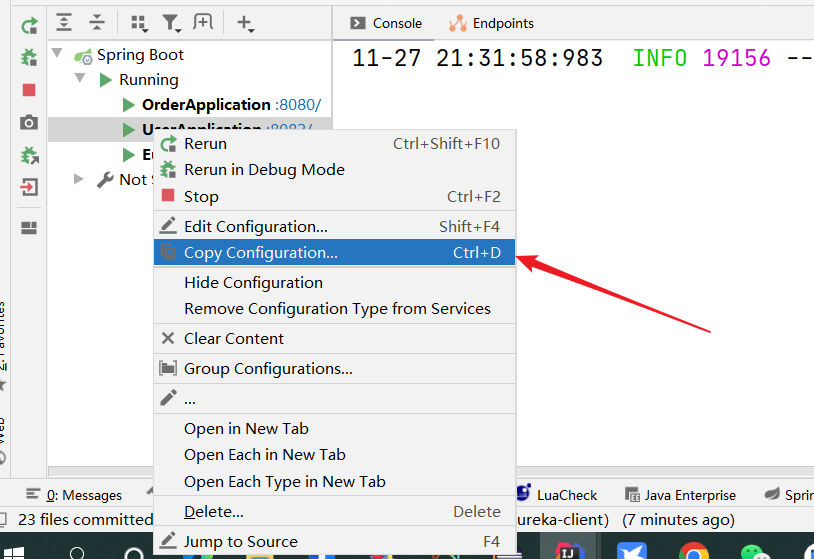 Console
Endpoints
Spring Boot
11-27 21:31:58:983 INFO 19156 --
Running
OrderApplication :8080/
UserApplication :8082/
Rerun Ctrl+Shift+F10
Not
Rerun in Debug Mode
Stop Ctrl+F2
Edit Configuration... Shift+F4
Copy Configuration... Ctrl+D
Hide Configuration
Remove Configuration Type from Services
Clear Content
Group Configurations...
...
Open in New Tab
Open Each in New Tab
Open Each Type in New Tab
Delete... Delete
Jump to Source F4
2: Favorites
Web
0: Messages
LuaCheck
Java Enterprise
Sprin
23 files committed
ureka-client) (7 minutes ago)